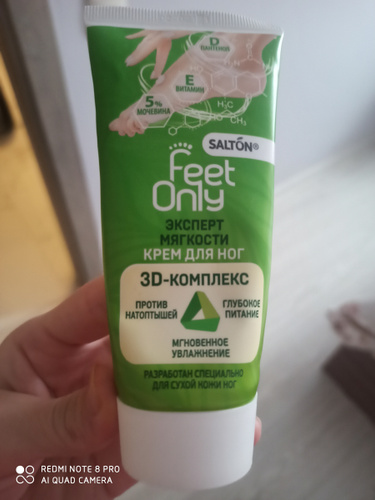 D
ПАНТЕНОЛ
E
ВИТАМИН
5%
МОЧЕВИНА
H₃C
CH₃
SALTON®
Feet
Only
ЭКСПЕРТ
МЯГКОСТИ
КРЕМ ДЛЯ НОГ
3D-КОМПЛЕКС
ПРОТИВ
НАТОПТЫШЕЙ
ГЛУБОКОЕ
ПИТАНИЕ
МГНОВЕННОЕ
УВЛАЖНЕНИЕ
РАЗРАБОТАН СПЕЦИАЛЬНО
ДЛЯ СУХОЙ КОЖИ НОГ
REDMI NOTE 8 PRO
AI QUAD CAMERA